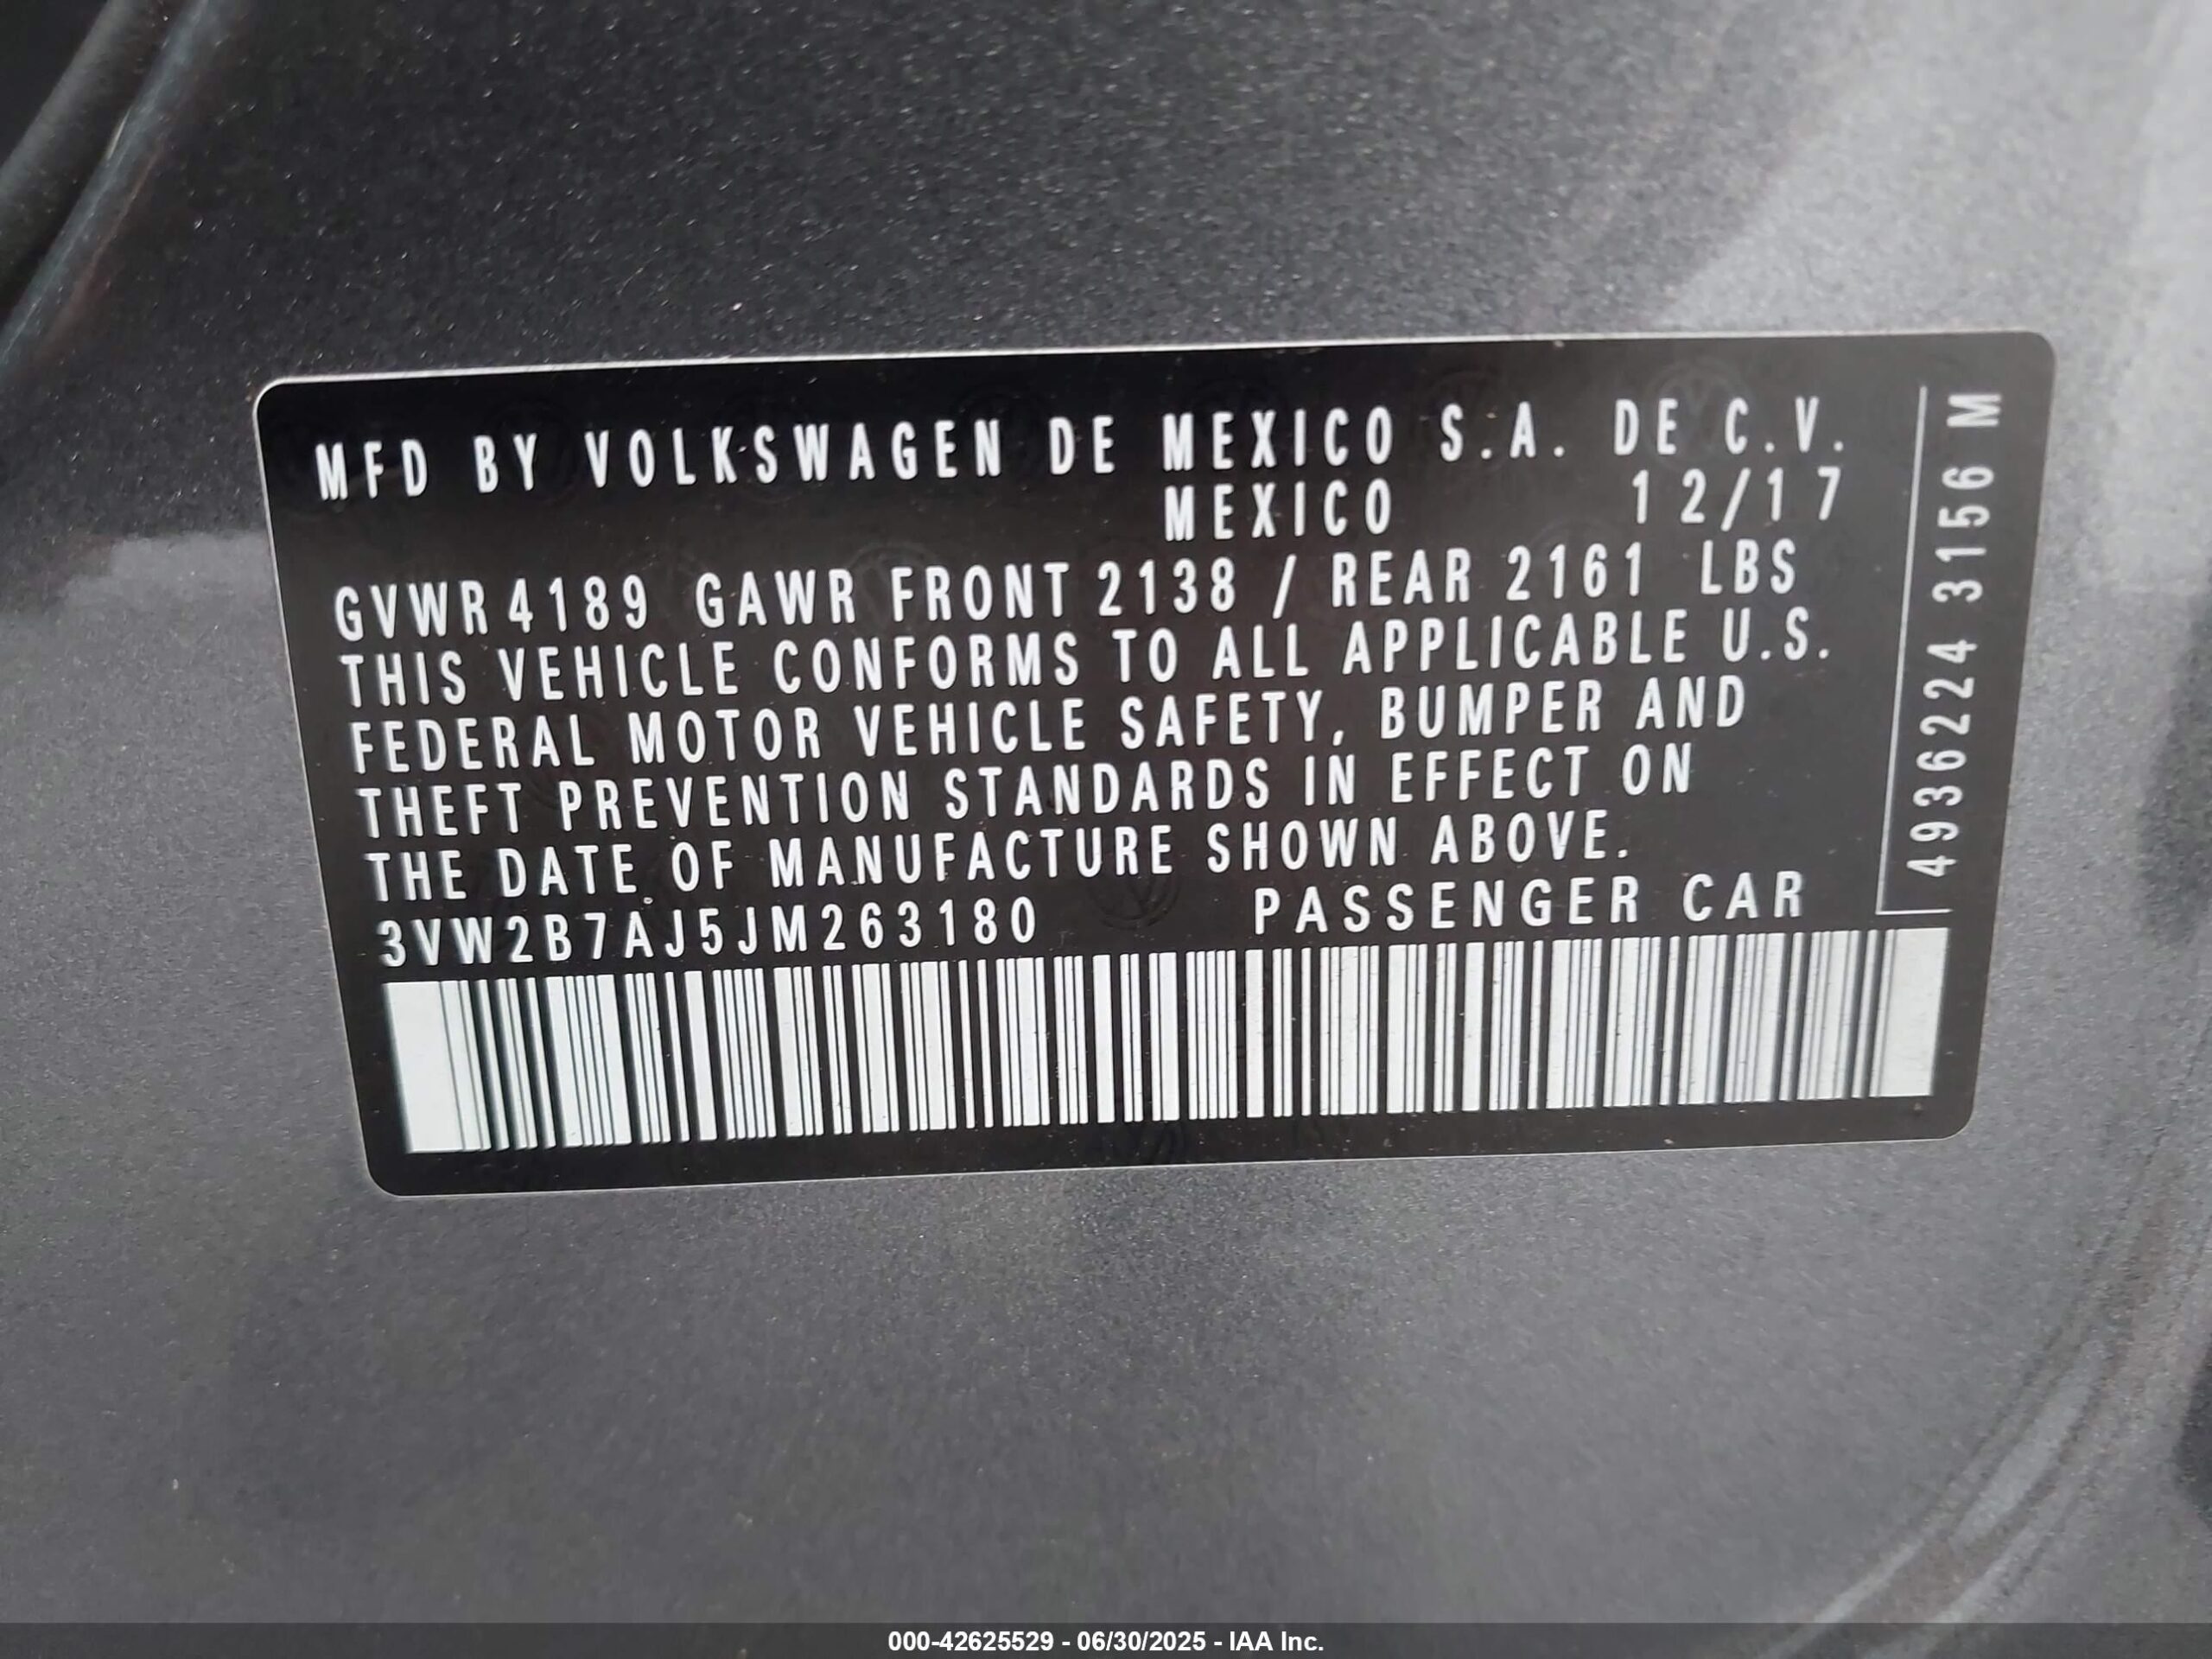 MFD BY VOLKSWAGEN DE MEXICO S.A. DE C.V.
MEXICO 12/17
GVWR 4189 GAWR FRONT 2138 / REAR 2161 LBS
THIS VEHICLE CONFORMS TO ALL APPLICABLE U.S.
FEDERAL MOTOR VEHICLE SAFETY, BUMPER AND
THEFT PREVENTION STANDARDS IN EFFECT ON
THE DATE OF MANUFACTURE SHOWN ABOVE.
3VW2B7AJ5JM263180 PASSENGER CAR
4936224 3156 M
000-42625529 - 06/30/2025 - IAA Inc.